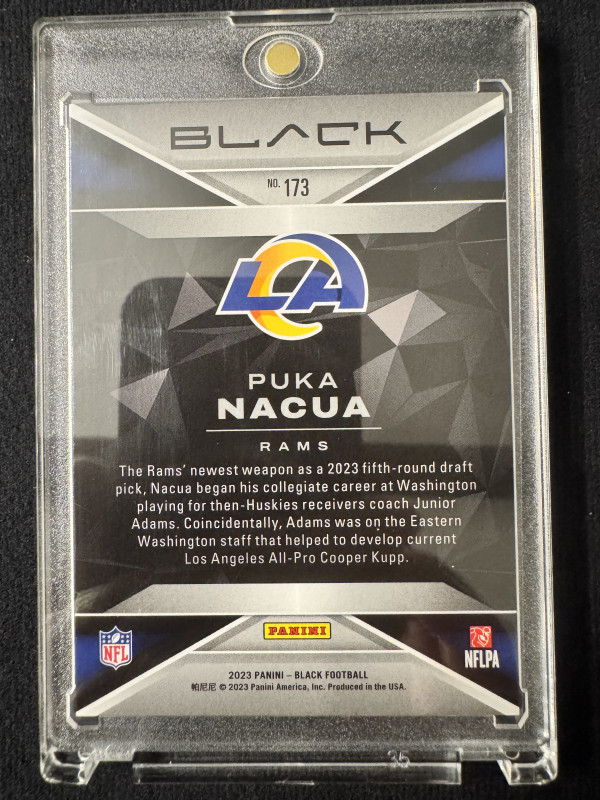 BLACK
NO. 173
LA
PUKA
NACUA
RAMS
The Rams' newest weapon as a 2023 fifth-round draft
pick, Nacua began his collegiate career at Washington
playing for then-Huskies receivers coach Junior
Adams. Coincidentally, Adams was on the Eastern
Washington staff that helped to develop current
Los Angeles All-Pro Cooper Kupp.
PANINI
NFL
NFLPA
2023 PANINI – BLACK FOOTBALL
帕尼尼 © 2023 Panini America, Inc. Produced in the USA.
35